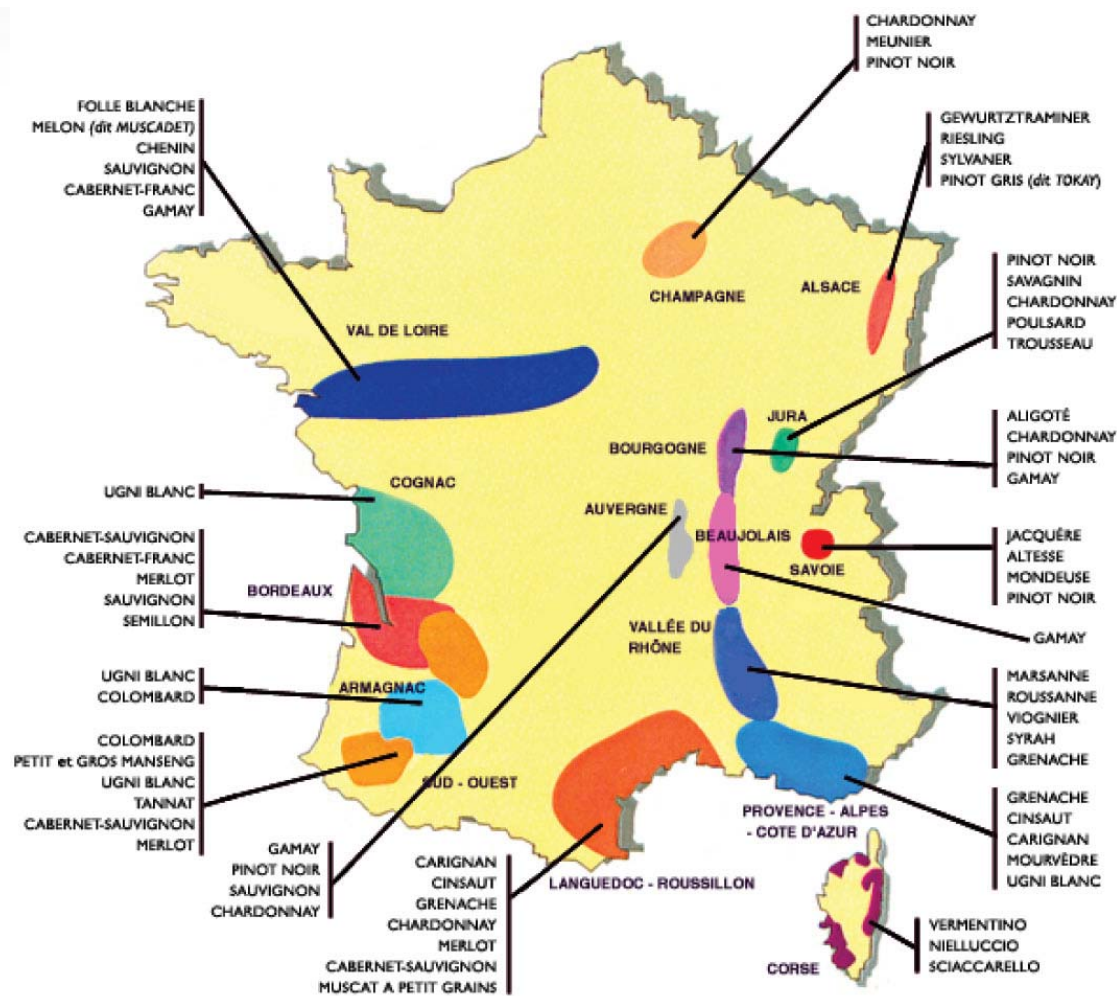 CHARDONNAY
MEUNIER
PINOT NOIR
FOLLE BLANCHE
MELON (dit MUSCADET)
CHENIN
SAUVIGNON
CABERNET-FRANC
GAMAY
GEWURTZTRAMINER
RIESLING
SYLVANER
PINOT GRIS (dit TOKAY)
PINOT NOIR
SAVAGNIN
CHARDONNAY
POULSARD
TROUSSEAU
CHAMPAGNE
ALSACE
VAL DE LOIRE
JURA
BOURGOGNE
ALIGOTÉ
CHARDONNAY
PINOT NOIR
GAMAY
COGNAC
UGNI BLANC
AUVERGNE
BEAUJOLAIS
SAVOIE
JACQUÈRE
ALTESSE
MONDEUSE
PINOT NOIR
CABERNET-SAUVIGNON
CABERNET-FRANC
MERLOT
SAUVIGNON
SEMILLON
BORDEAUX
GAMAY
VALLÉE DU
RHÔNE
UGNI BLANC
COLOMBARD
ARMAGNAC
MARSANNE
ROUSSANNE
VIOGNIER
SYRAH
GRENACHE
COLOMBARD
PETIT et GROS MANSENG
UGNI BLANC
TANNAT
CABERNET-SAUVIGNON
MERLOT
SUD - OUEST
PROVENCE - ALPES
- COTE D'AZUR
GRENACHE
CINSAUT
CARIGNAN
MOURVÈDRE
UGNI BLANC
GAMAY
PINOT NOIR
SAUVIGNON
CHARDONNAY
CARIGNAN
CINSAUT
GRENACHE
CHARDONNAY
MERLOT
CABERNET-SAUVIGNON
MUSCAT A PETIT GRAINS
LANGUEDOC - ROUSSILLON
CORSE
VERMENTINO
NIELLUCCIO
SCIACCARELLO